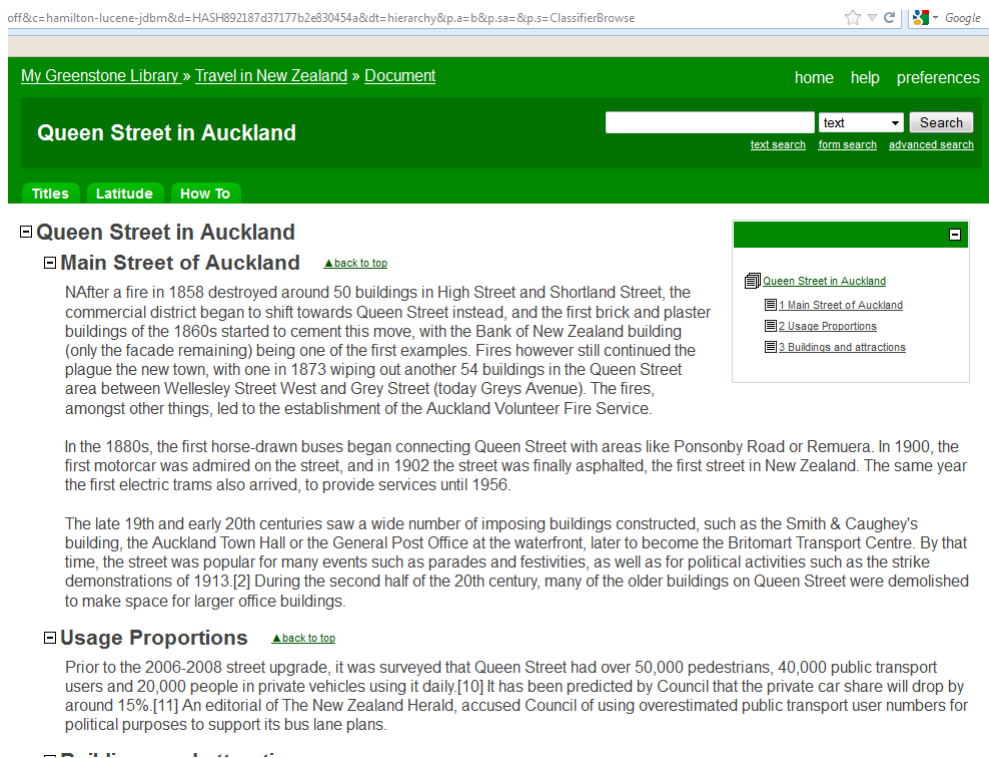 off&c=hamilton-lucene-jdbm&d=HASH892187d37177b2e830454a&dt=hierarchy&p.a=b&p.sa=&p.s=ClassifierBrowse
Google
My Greenstone Library » Travel in New Zealand » Document
home help preferences
Queen Street in Auckland
text Search
text search form search advanced search
Titles Latitude How To
Queen Street in Auckland
Main Street of Auckland ▲back to top
NAfter a fire in 1858 destroyed around 50 buildings in High Street and Shortland Street, the
commercial district began to shift towards Queen Street instead, and the first brick and plaster
buildings of the 1860s started to cement this move, with the Bank of New Zealand building
(only the facade remaining) being one of the first examples. Fires however still continued the
plague the new town, with one in 1873 wiping out another 54 buildings in the Queen Street
area between Wellesley Street West and Grey Street (today Greys Avenue). The fires,
amongst other things, led to the establishment of the Auckland Volunteer Fire Service.
Queen Street in Auckland
1 Main Street of Auckland
2 Usage Proportions
3 Buildings and attractions
In the 1880s, the first horse-drawn buses began connecting Queen Street with areas like Ponsonby Road or Remuera. In 1900, the
first motorcar was admired on the street, and in 1902 the street was finally asphalted, the first street in New Zealand. The same year
the first electric trams also arrived, to provide services until 1956.
The late 19th and early 20th centuries saw a wide number of imposing buildings constructed, such as the Smith & Caughey's
building, the Auckland Town Hall or the General Post Office at the waterfront, later to become the Britomart Transport Centre. By that
time, the street was popular for many events such as parades and festivities, as well as for political activities such as the strike
demonstrations of 1913.[2] During the second half of the 20th century, many of the older buildings on Queen Street were demolished
to make space for larger office buildings.
Usage Proportions ▲back to top
Prior to the 2006-2008 street upgrade, it was surveyed that Queen Street had over 50,000 pedestrians, 40,000 public transport
users and 20,000 people in private vehicles using it daily.[10] It has been predicted by Council that the private car share will drop by
around 15%.[11] An editorial of The New Zealand Herald, accused Council of using overestimated public transport user numbers for
political purposes to support its bus lane plans.